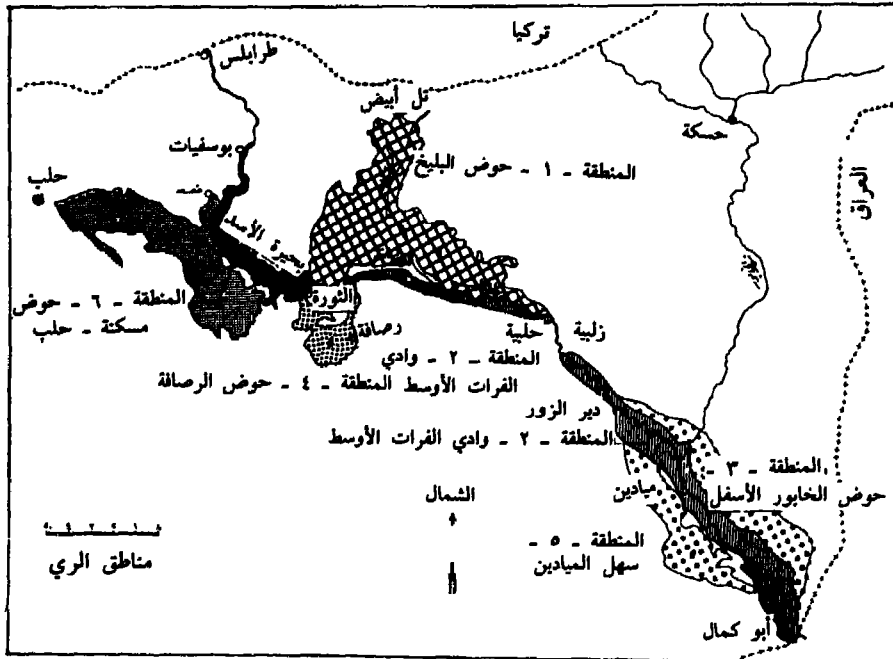 تركيا
طرابلس
تل أبيض
حسكة
بوسفيات
المنطقة - ١ - حوض البليخ
حلب
العراق
بحيرة الأسد
المنطقة - ٦ - حوض
مسكنة - حلب
الثورة
رصافة
حلبية
زلبية
المنطقة - ٢ - وادي
الفرات الأوسط
المنطقة - ٤ - حوض الرصافة
دير الزور
المنطقة - ٢ - وادي الفرات الأوسط
المنطقة - ٣ -
حوض الخابور الأسفل
ميادين
الشمال
المنطقة - ٥ -
سهل الميادين
مناطق الري
أبو كمال